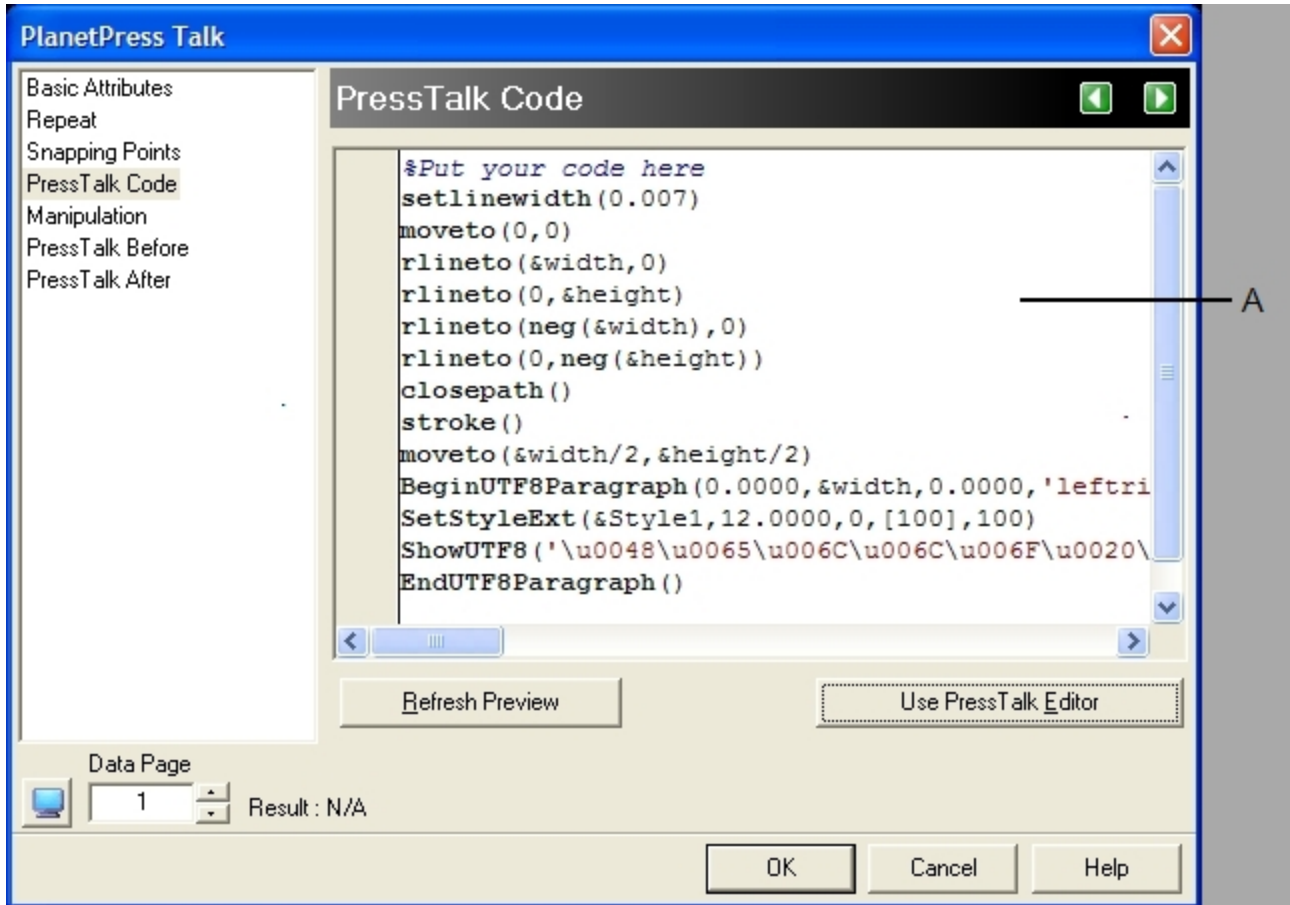 PlanetPress Talk
Basic Attributes
Repeat
Snapping Points
PressTalk Code
Manipulation
PressTalk Before
PressTalk After
PressTalk Code
%Put your code here
setlinewidth(0.007)
moveto(0,0)
rlineto(&width,0)
rlineto(0,&height)
rlineto(neg(&width),0)
rlineto(0,neg(&height))
closepath()
stroke()
moveto(&width/2,&height/2)
BeginUTF8Paragraph(0.0000,&width,0.0000,'leftri
SetStyleExt(&Style1,12.0000,0,[100],100)
ShowUTF8('\u0048\u0065\u006C\u006C\u006F\u0020\
EndUTF8Paragraph()
A
Refresh Preview
Use PressTalk Editor
Data Page
1
Result : N/A
OK
Cancel
Help